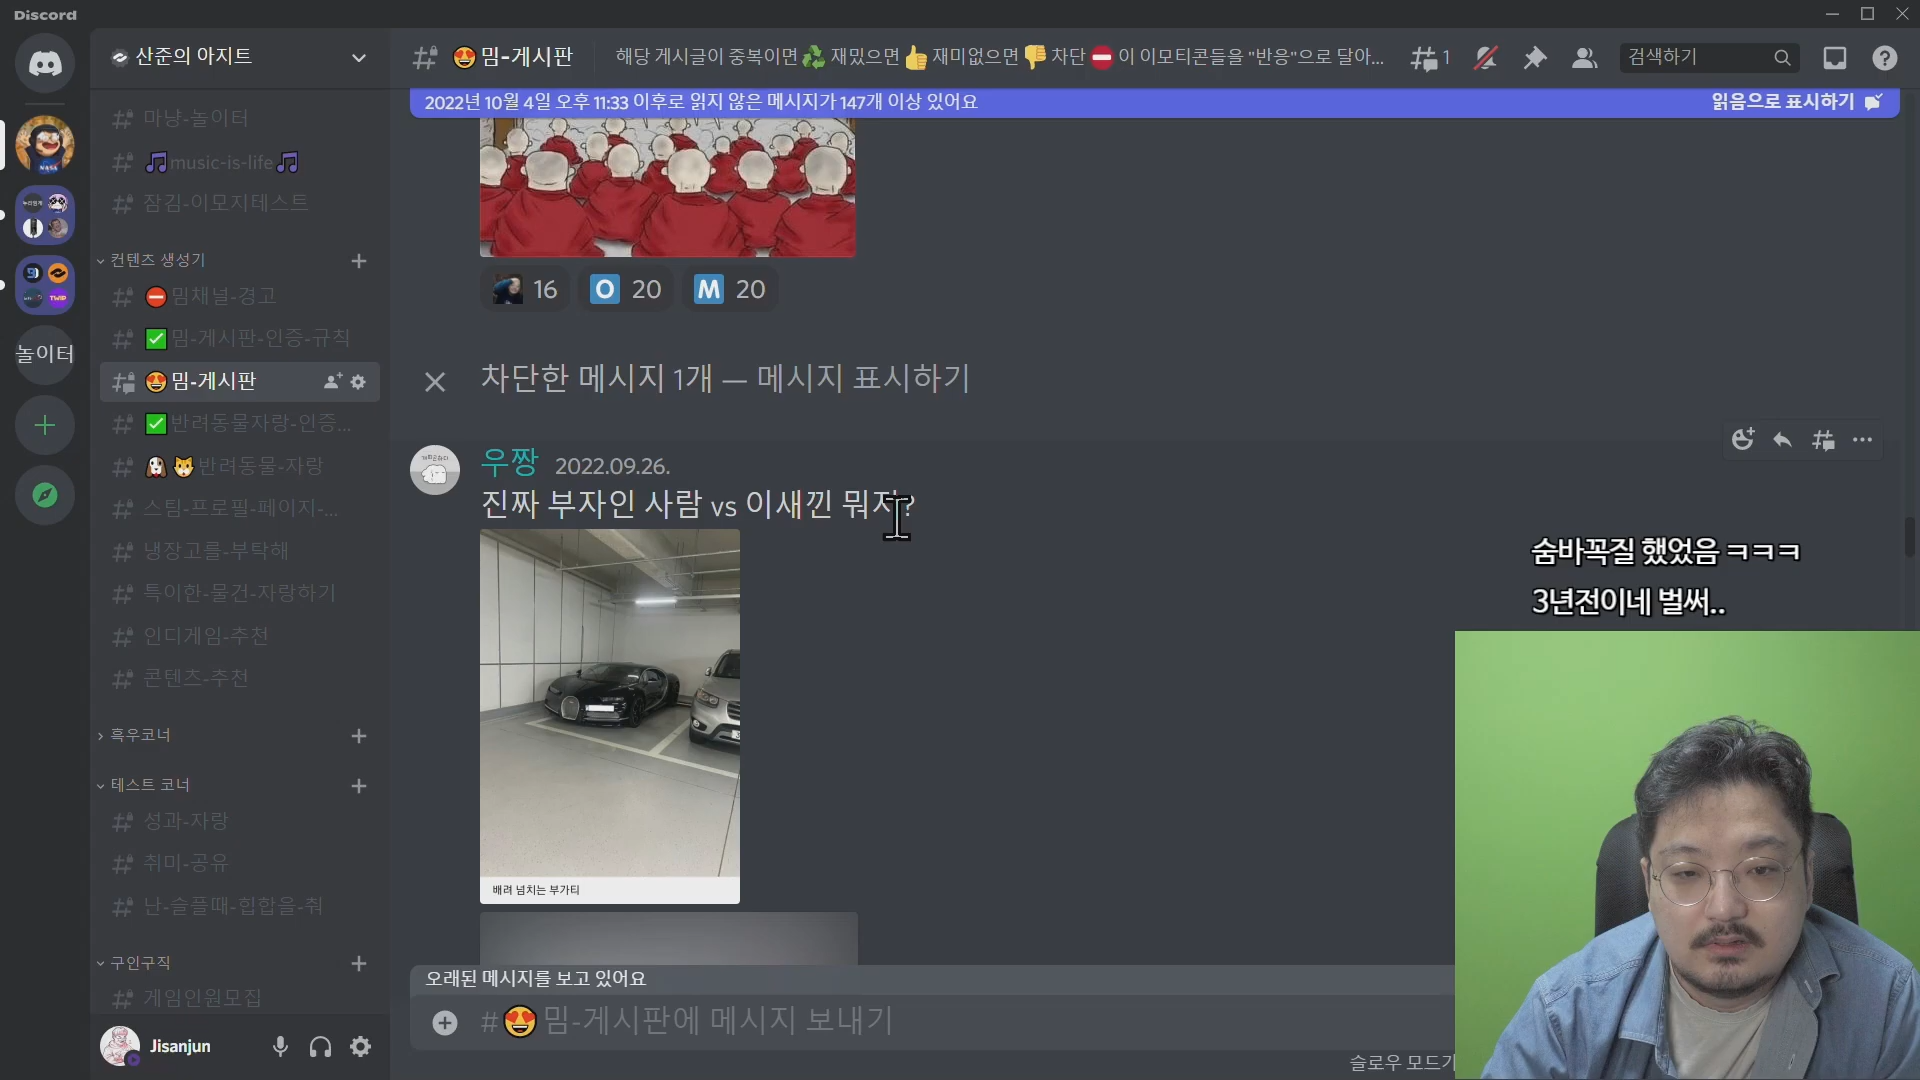 Discord
산준의 아지트
마냥-놀이터
music-is-life
잠김-이모지테스트
컨텐츠 생성기
밈채널-경고
밈-게시판-인증-규칙
밈-게시판
반려동물자랑-인증...
반려동물-자랑
스팀-프로필-페이지-...
냉장고를-부탁해
특이한-물건-자랑하기
인디게임-추천
콘텐츠-추천
흑우코너
테스트 코너
성과-자랑
취미-공유
난-슬플때-힙합을-춰
구인구직
게임인원모집
Jisanjun
놀이터
TWIP
NASA
밈-게시판
해당 게시글이 중복이면 ♻️ 재밌으면 👍 재미없으면 👎 차단 ⛔ 이 이모티콘들을 "반응"으로 달아...
1
검색하기
2022년 10월 4일 오후 11:33 이후로 읽지 않은 메시지가 147개 이상 있어요
읽음으로 표시하기
16 O 20 M 20
차단한 메시지 1개 — 메시지 표시하기
우짱 2022.09.26.
진짜 부자인 사람 vs 이새낀 뭐지?
배려 넘치는 부가티
오래된 메시지를 보고 있어요
#😍밈-게시판에 메시지 보내기
슬로우 모드가
숨바꼭질 했었음 ㅋㅋㅋ
3년전이네 벌써..